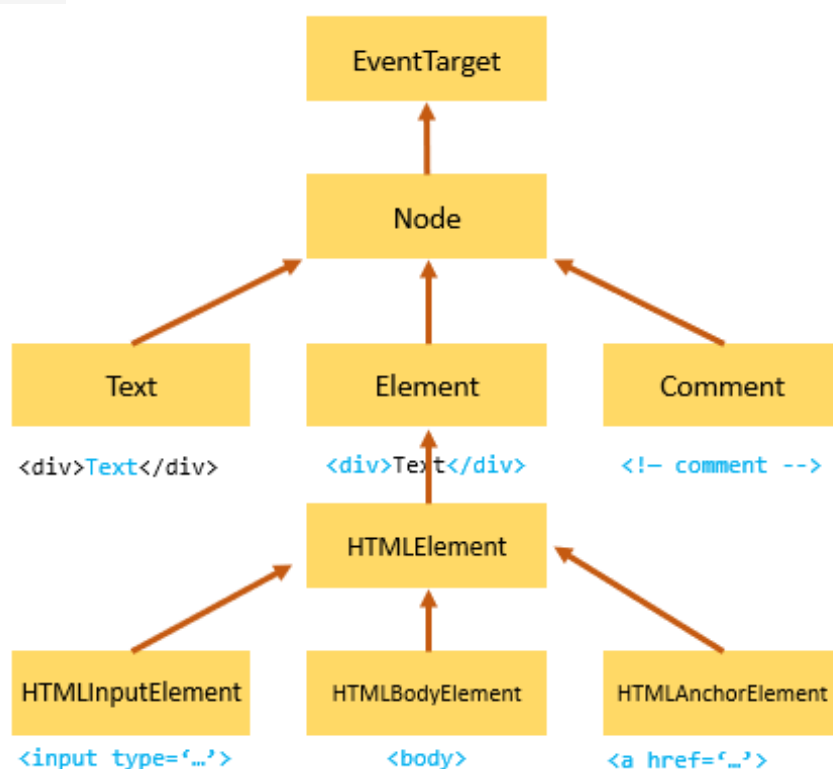 EventTarget
Node
Text
Element
Comment
<div>Text</div>
<div>Text</div>
<!– comment -->
HTMLElement
HTMLInputElement
HTMLBodyElement
HTMLAnchorElement
<input type=‘…’>
<body>
<a href=‘…’>